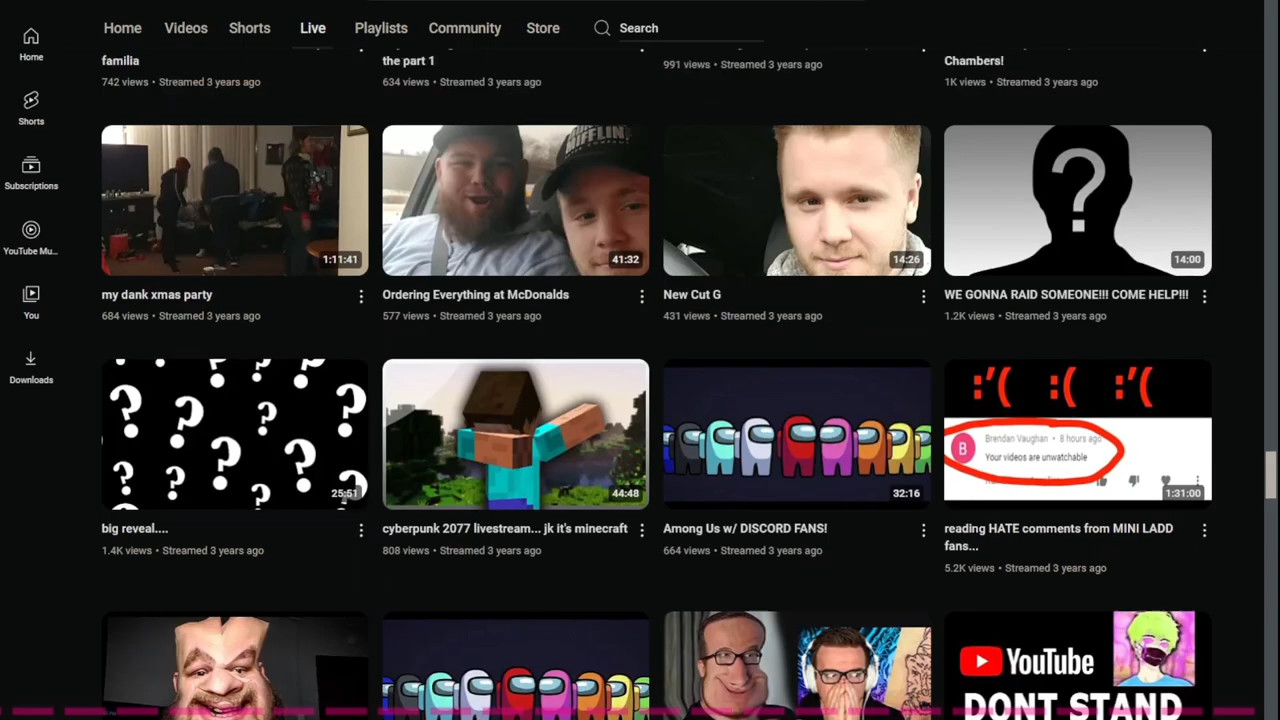 Home Videos Shorts Live Playlists Community Store Search
Home
Shorts
Subscriptions
YouTube Mu...
You
Downloads
familia
742 views • Streamed 3 years ago
the part 1
634 views • Streamed 3 years ago
991 views • Streamed 3 years ago
Chambers!
1K views • Streamed 3 years ago
1:11:41
my dank xmas party
684 views • Streamed 3 years ago
MIFFLIN
41:32
Ordering Everything at McDonalds
577 views • Streamed 3 years ago
14:26
New Cut G
431 views • Streamed 3 years ago
?
14:00
WE GONNA RAID SOMEONE!!! COME HELP!!!
1.2K views • Streamed 3 years ago
25:51
big reveal....
1.4K views • Streamed 3 years ago
44:48
cyberpunk 2077 livestream... jk it's minecraft
808 views • Streamed 3 years ago
32:16
Among Us w/ DISCORD FANS!
664 views • Streamed 3 years ago
:'( :( :'(
B
Brendan Vaughan • 8 hours ago
Your videos are unwatchable
1:31:00
reading HATE comments from MINI LADD
fans...
5.2K views • Streamed 3 years ago
YouTube
DONT STAND